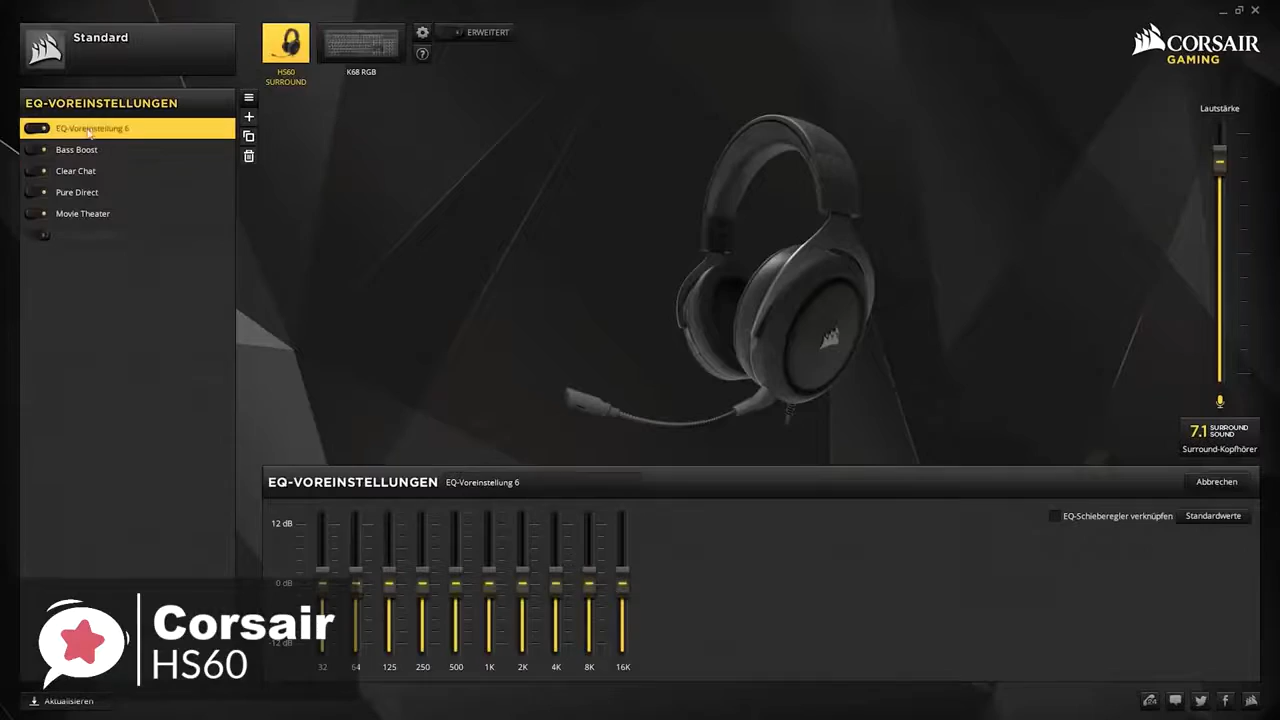 Standard
HS60
SURROUND
K68 RGB
ERWEITERT
CORSAIR
GAMING
EQ-VOREINSTELLUNGEN
EQ-Voreinstellung 6
Bass Boost
Clear Chat
Pure Direct
Movie Theater
Lautstärke
7.1 SURROUND
SOUND
Surround-Kopfhörer
EQ-VOREINSTELLUNGEN EQ-Voreinstellung 6
Abbrechen
EQ-Schieberegler verknüpfen
Standardwerte
12 dB
0 dB
-12 dB
32 64 125 250 500 1K 2K 4K 8K 16K
Corsair
HS60
Aktualisieren
24